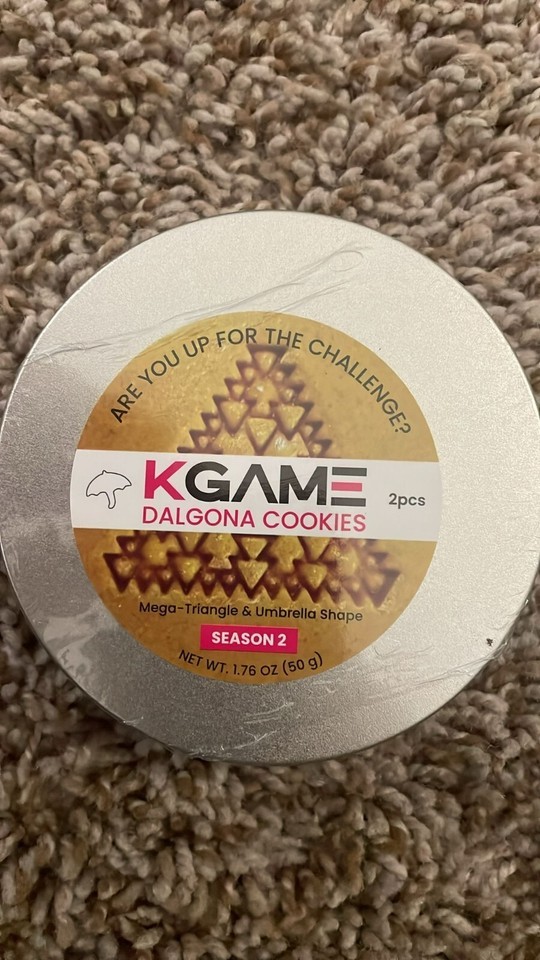 ARE YOU UP FOR THE CHALLENGE?
KGAME
DALGONA COOKIES
2pcs
Mega-Triangle & Umbrella Shape
SEASON 2
NET WT. 1.76 OZ (50 g)